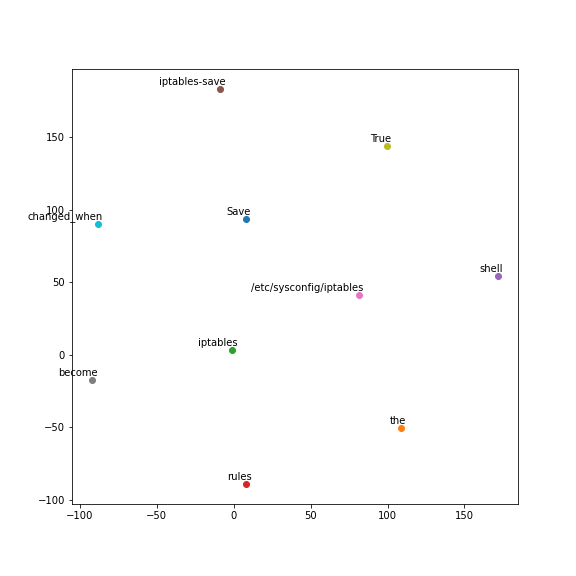 iptables-save
150
True
100
changed_when
Save
shell
50
/etc/sysconfig/iptables
iptables
0
become
−50
the
rules
−100
−100
−50
0
50
100
150